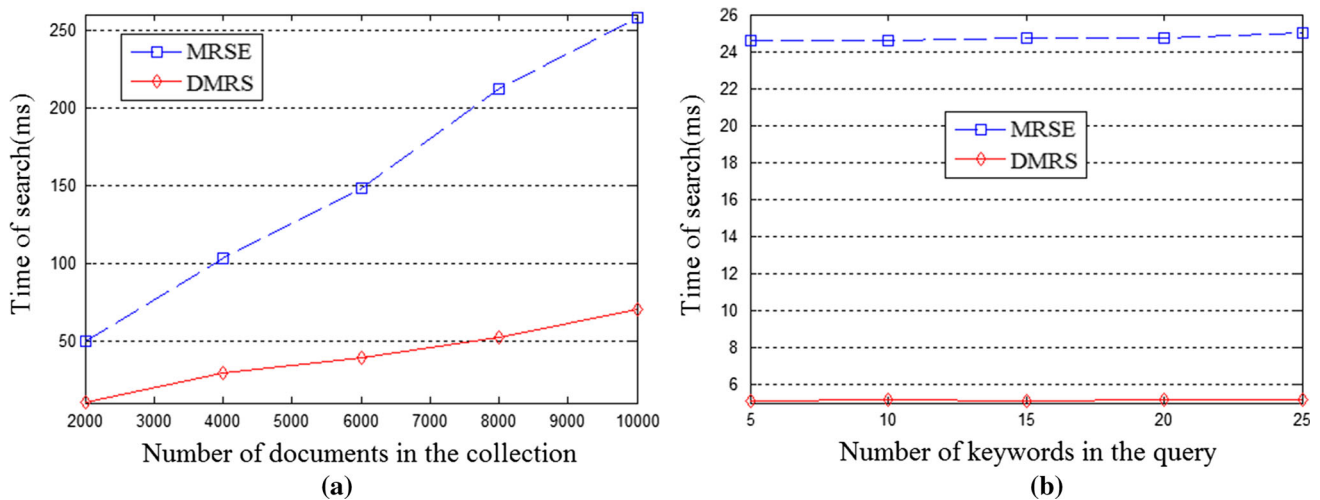 250
200
150
100
50
Time of search(ms)
MRSE
DMRS
2000 3000 4000 5000 6000 7000 8000 9000 10000
Number of documents in the collection
(a)
26
24
22
20
18
16
14
12
10
8
6
Time of search(ms)
MRSE
DMRS
5 10 15 20 25
Number of keywords in the query
(b)